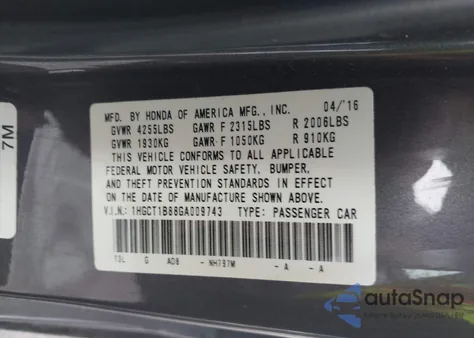 MFD. BY HONDA OF AMERICA MFG., INC. 04/'16
GVWR 4255LBS GAWR F 2315LBS R 2006LBS
GVWR 1930KG GAWR F 1050KG R 910KG
THIS VEHICLE CONFORMS TO ALL APPLICABLE
FEDERAL MOTOR VEHICLE SAFETY, BUMPER,
AND THEFT PREVENTION STANDARDS IN EFFECT
ON THE DATE OF MANUFACTURE SHOWN ABOVE.
V.I.N. 1HGCT1B88GA009743 TYPE: PASSENGER CAR
G AD8 - NH797M - A - A
7M
autoSnap